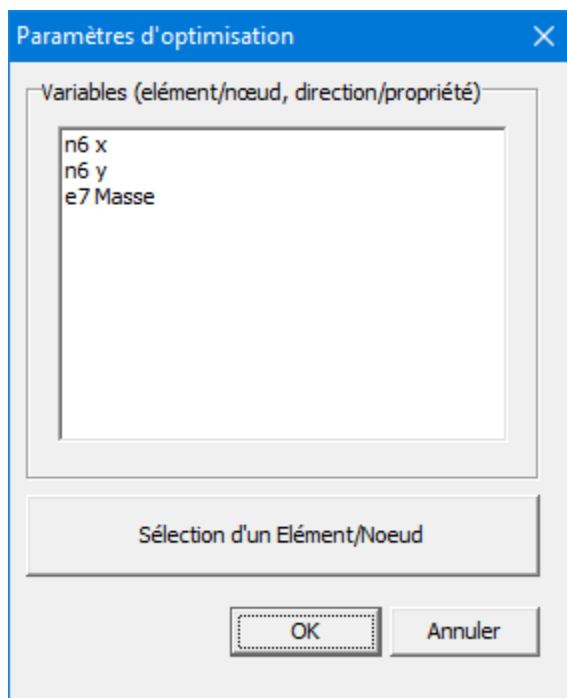 Paramètres d'optimisation
Variables (elément/nœud, direction/propriété)
n6 x
n6 y
e7 Masse
Sélection d'un Elément/Noeud
OK
Annuler